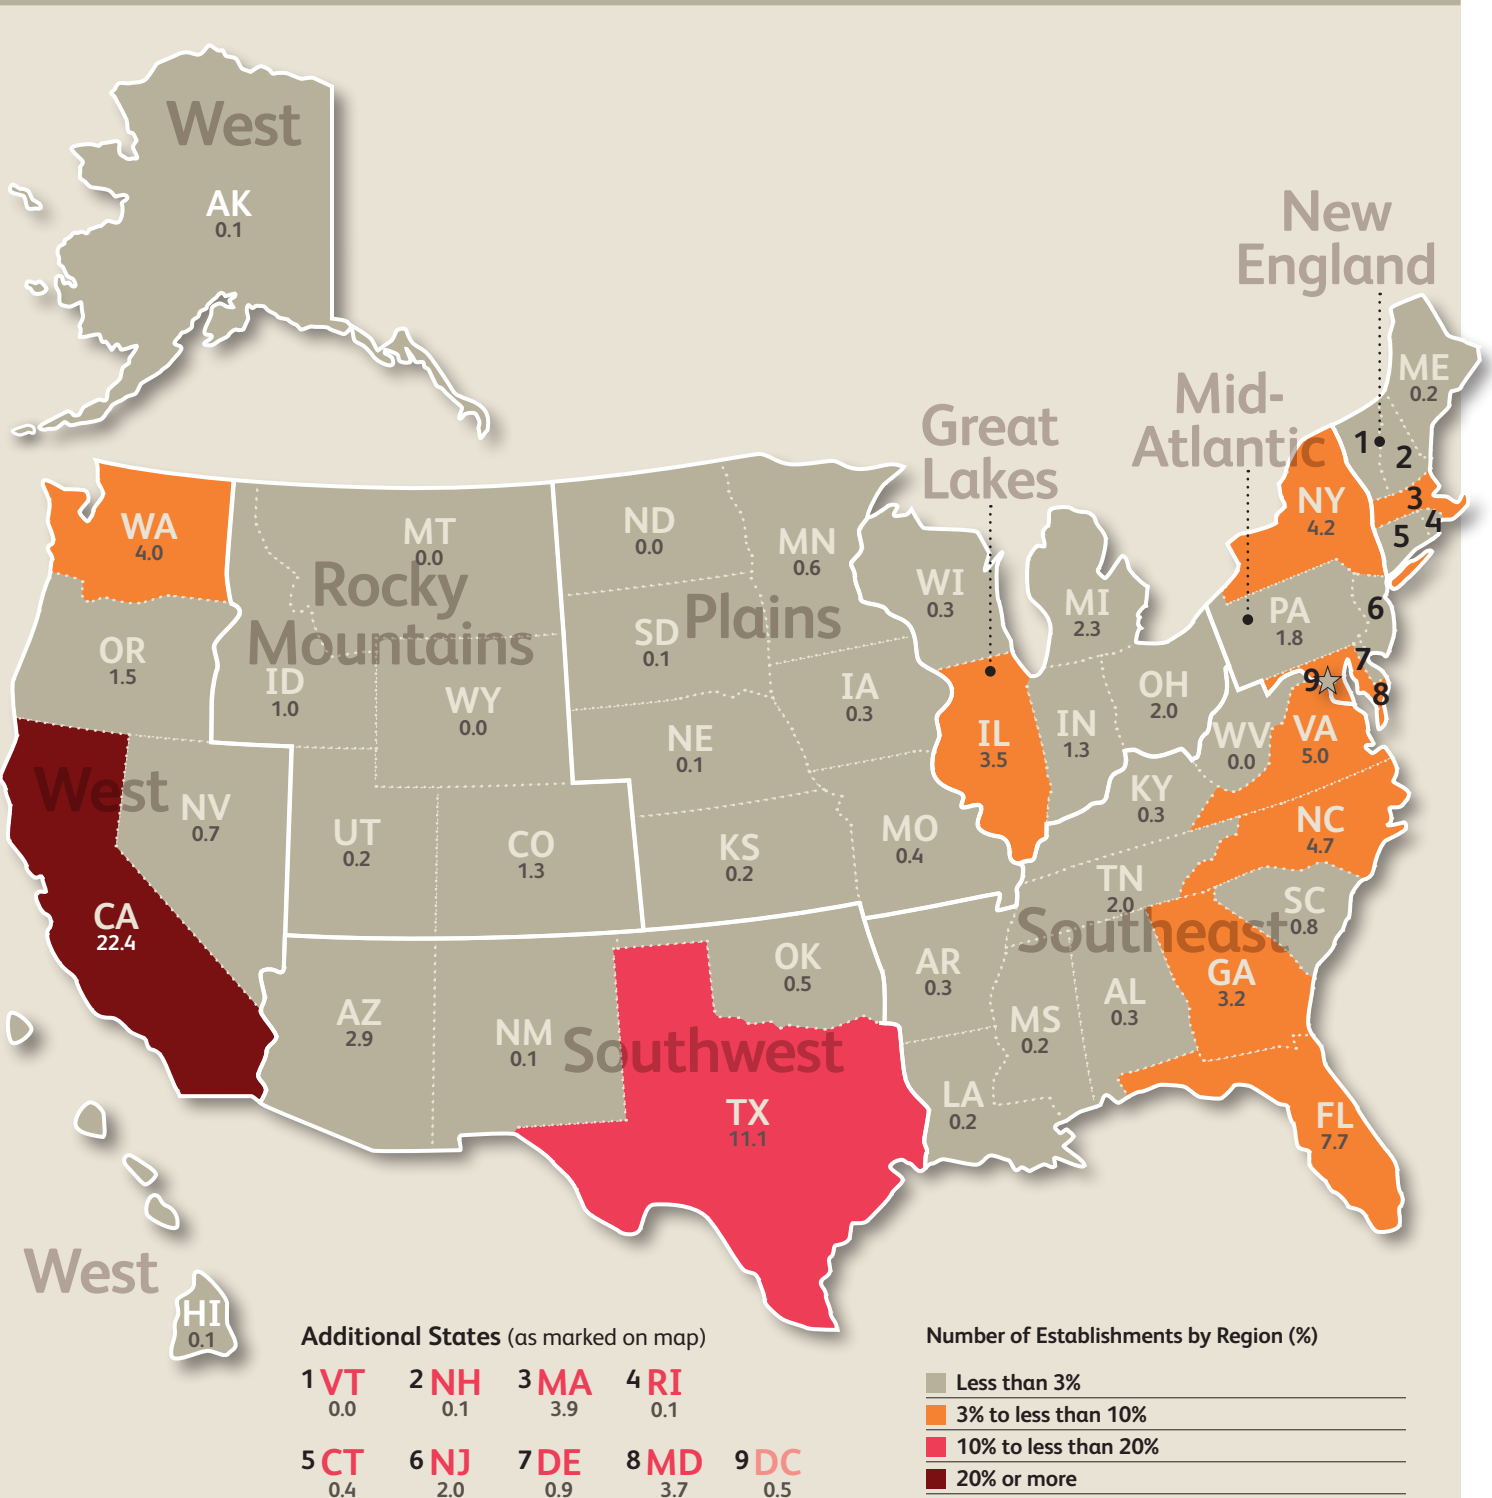 West
AK
0.1
New
England
ME
0.2
Mid-
Atlantic
Great
Lakes
1
2
3
4
5
NY
4.2
WA
4.0
MT
0.0
ND
0.0
MN
0.6
WI
0.3
MI
2.3
PA
1.8
6
7
8
9
Rocky
Mountains
Plains
OR
1.5
ID
1.0
WY
0.0
SD
0.1
IA
0.3
NE
0.1
IL
3.5
IN
1.3
OH
2.0
WV
0.0
VA
5.0
West
NV
0.7
UT
0.2
CO
1.3
KS
0.2
MO
0.4
KY
0.3
NC
4.7
TN
2.0
SC
0.8
Southeast
CA
22.4
AZ
2.9
NM
0.1
OK
0.5
AR
0.3
MS
0.2
AL
0.3
GA
3.2
Southwest
TX
11.1
LA
0.2
FL
7.7
West
HI
0.1
Additional States (as marked on map)
1 VT 2 NH 3 MA 4 RI
0.0 0.1 3.9 0.1
5 CT 6 NJ 7 DE 8 MD 9 DC
0.4 2.0 0.9 3.7 0.5
Number of Establishments by Region (%)
Less than 3%
3% to less than 10%
10% to less than 20%
20% or more